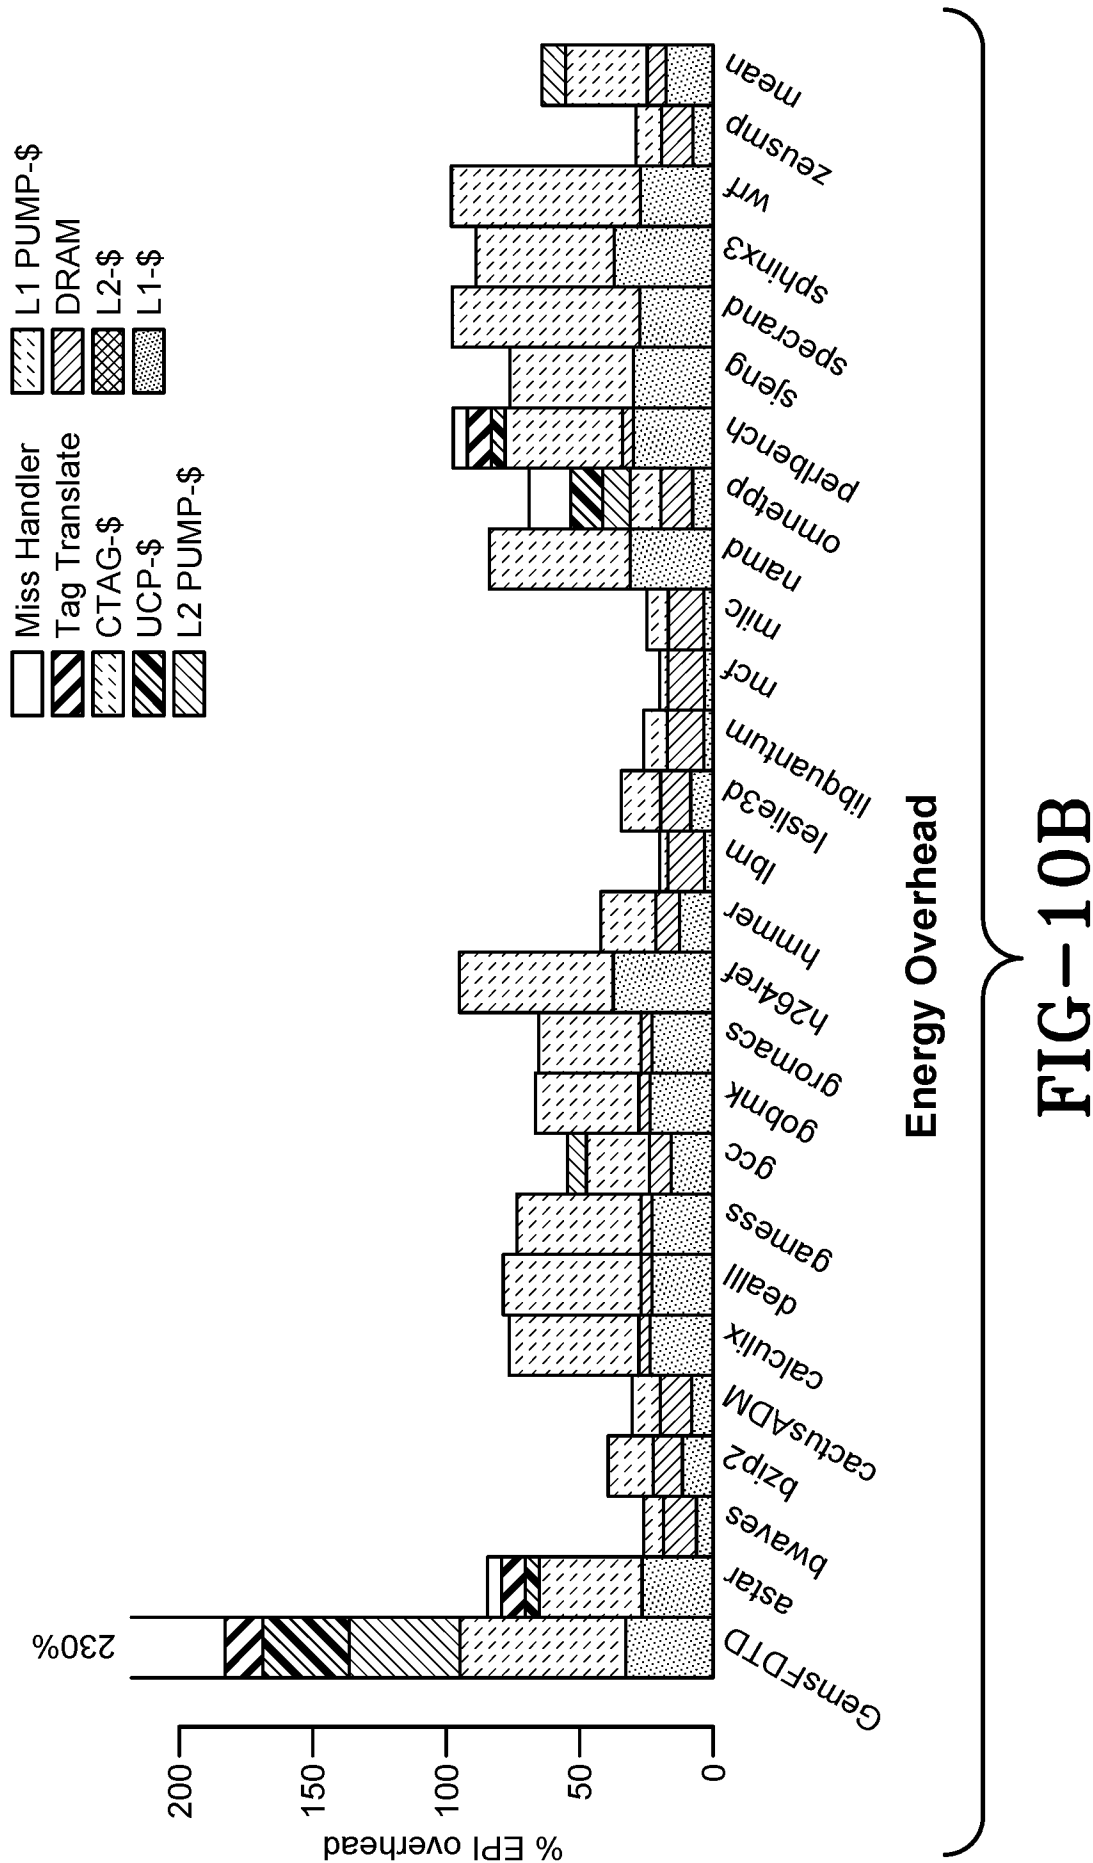 Miss Handler
Tag Translate
CTAG-$
UCP-$
L2 PUMP-$
L1 PUMP-$
DRAM
L2-$
L1-$
% EPI overhead
200
150
100
50
0
230%
GemsFDTD
astar
bwaves
bzip2
cactusADM
calculix
dealII
gamess
gcc
gobmk
gromacs
h264ref
hmmer
lbm
leslie3d
libquantum
mcf
milc
namd
omnetpp
perlbench
sjeng
specrand
sphinx3
wrf
zeusmp
mean
Energy Overhead
FIG-10B